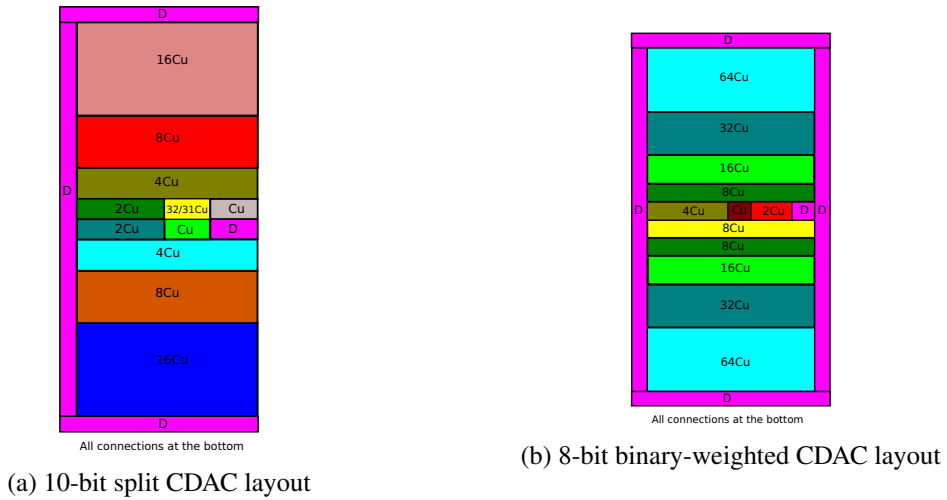 D
16Cu
8Cu
4Cu
D
2Cu 32/31Cu Cu
2Cu Cu D
4Cu
8Cu
16Cu
D
All connections at the bottom
(a) 10-bit split CDAC layout
D
64Cu
32Cu
16Cu
8Cu
D 4Cu Cu 2Cu D D
8Cu
8Cu
16Cu
32Cu
64Cu
D
All connections at the bottom
(b) 8-bit binary-weighted CDAC layout